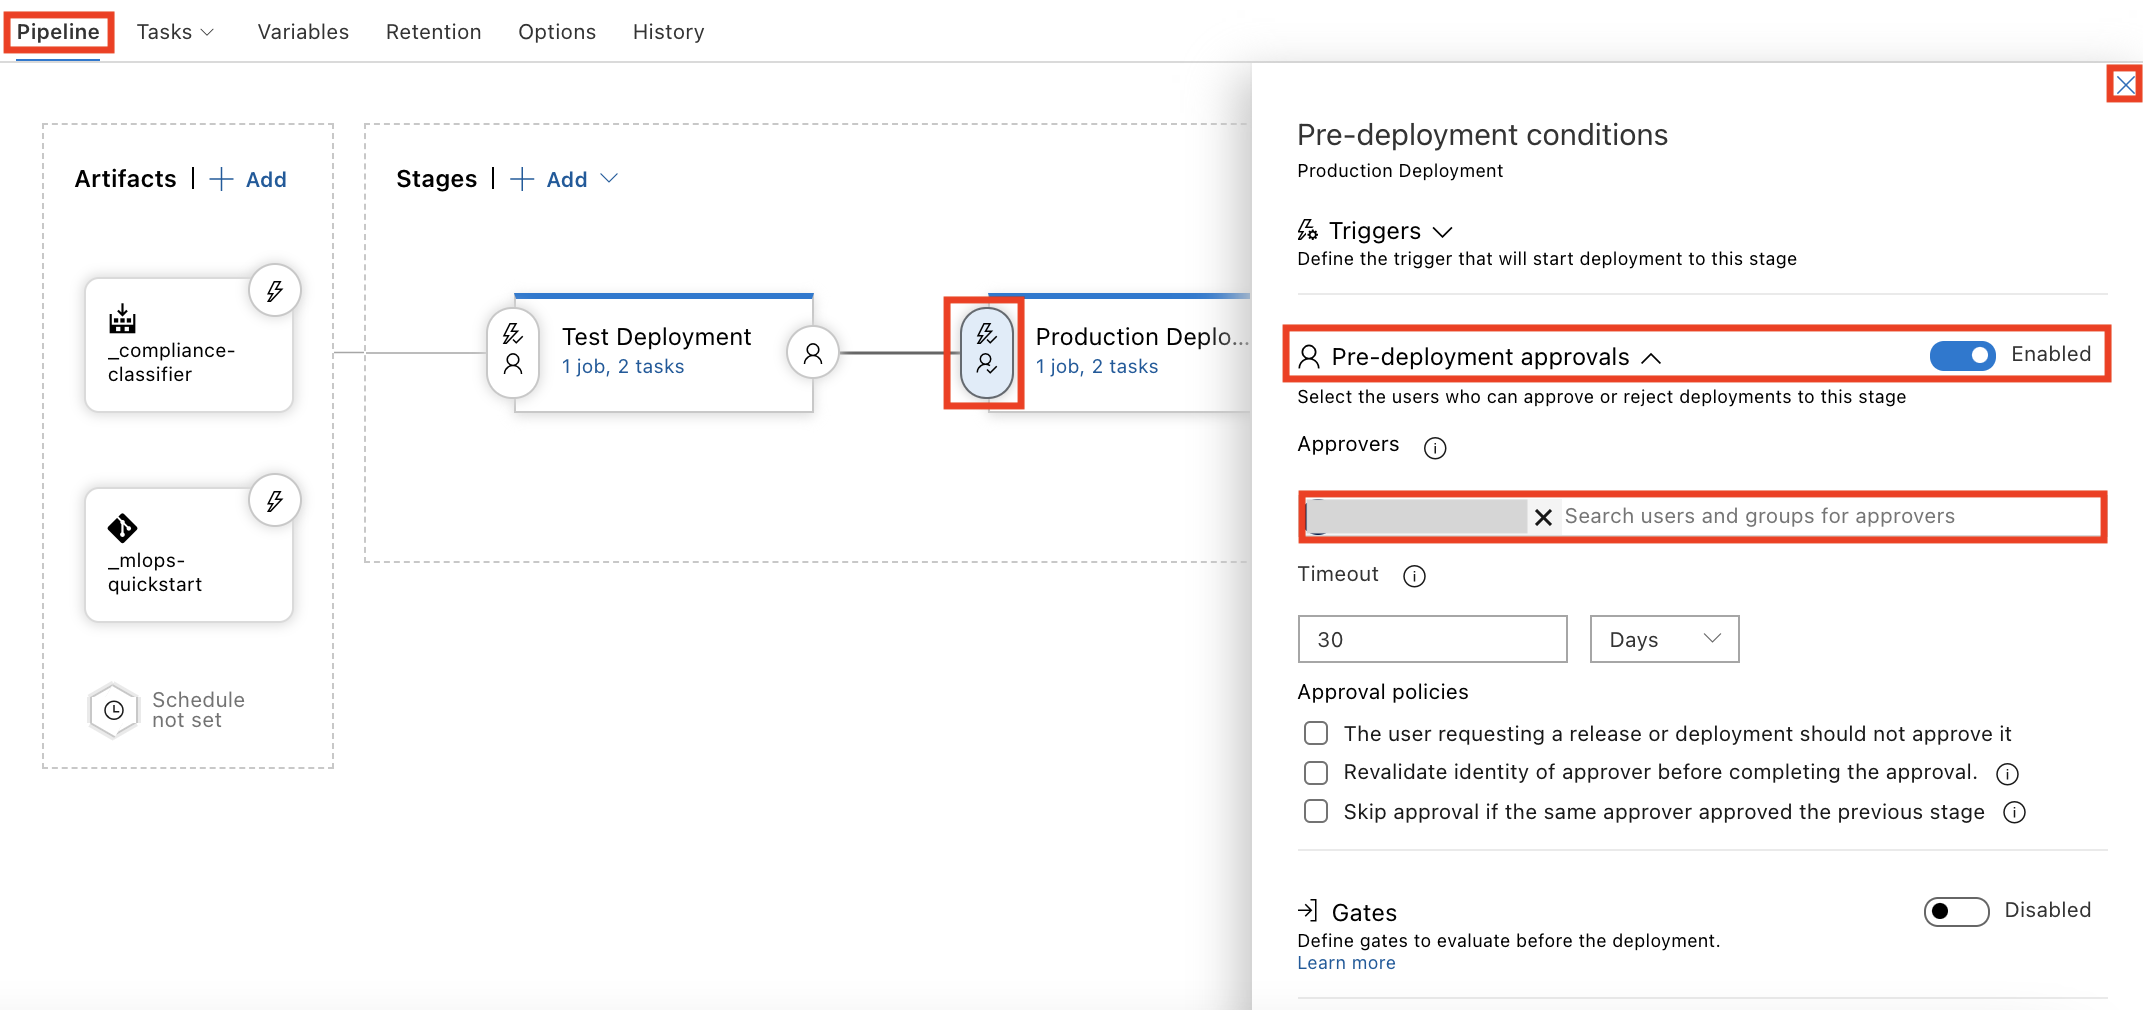 Pipeline Tasks Variables Retention Options History
Artifacts | + Add
_compliance-
classifier
_mlops-
quickstart
Schedule
not set
Stages | + Add
Test Deployment
1 job, 2 tasks
Production Deplo...
1 job, 2 tasks
Pre-deployment conditions
Production Deployment
Triggers
Define the trigger that will start deployment to this stage
Pre-deployment approvals Enabled
Select the users who can approve or reject deployments to this stage
Approvers
Search users and groups for approvers
Timeout
30 Days
Approval policies
The user requesting a release or deployment should not approve it
Revalidate identity of approver before completing the approval.
Skip approval if the same approver approved the previous stage
Gates Disabled
Define gates to evaluate before the deployment.
Learn more